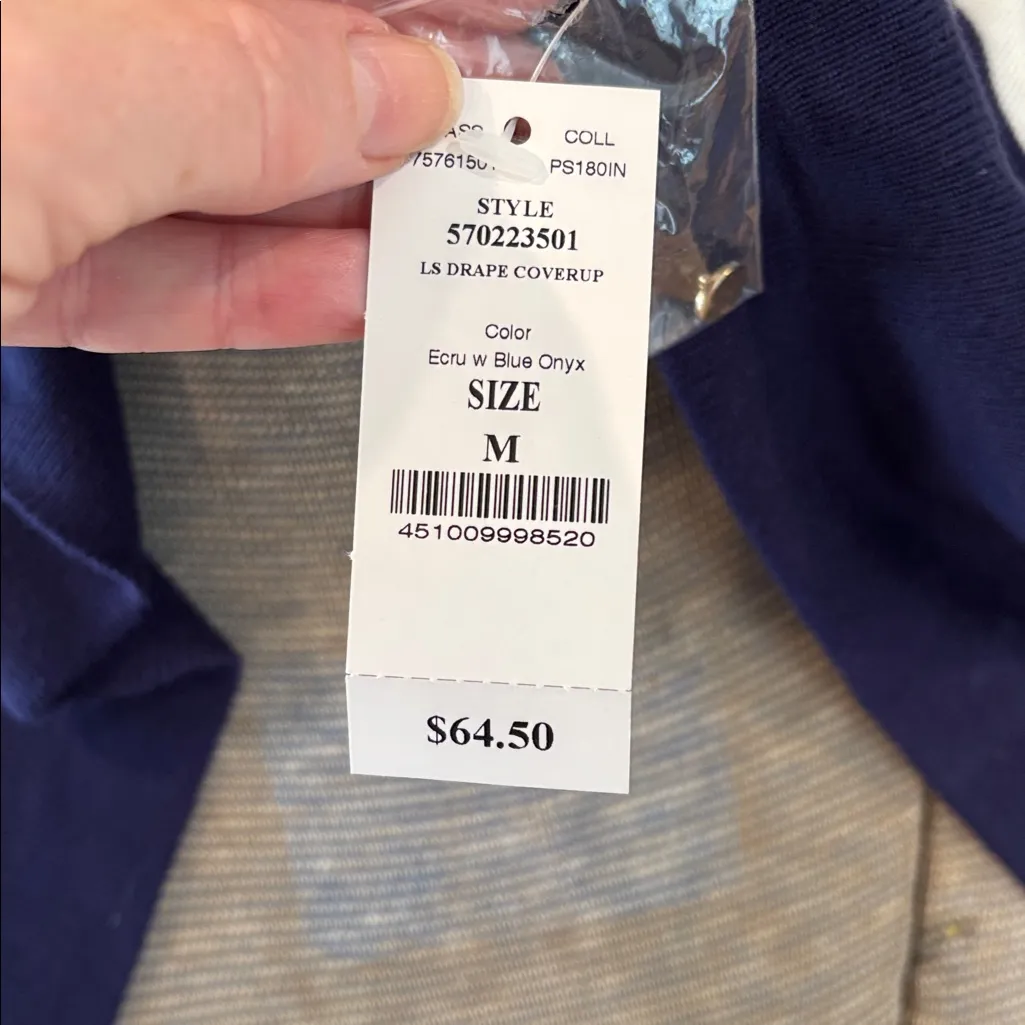 COLL
PS180IN
STYLE
570223501
LS DRAPE COVERUP
Color
Ecru w Blue Onyx
SIZE
M
451009998520
$64.50